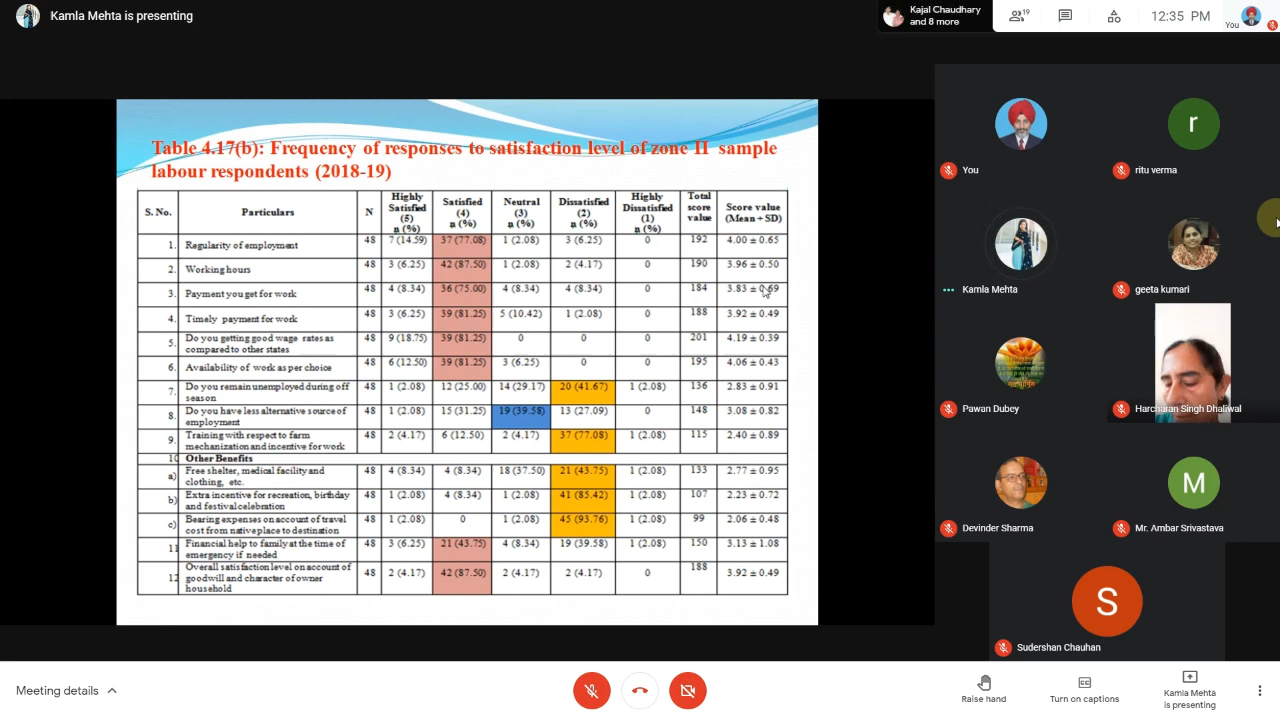 Kamla Mehta is presenting
Kajal Chaudhary
and 8 more
19
12:35 PM
You
Table 4.17(b): Frequency of responses to satisfaction level of zone II sample
labour respondents (2018-19)
S. No. Particulars N Highly Satisfied (5) n (%) Satisfied (4) n (%) Neutral (3) n (%) Dissatisfied (2) n (%) Highly Dissatisfied (1) n (%) Total score value Score value (Mean + SD)
1. Regularity of employment 48 7 (14.59) 37 (77.08) 1 (2.08) 3 (6.25) 0 192 4.00 ± 0.65
2. Working hours 48 3 (6.25) 42 (87.50) 1 (2.08) 2 (4.17) 0 190 3.96 ± 0.50
3. Payment you get for work 48 4 (8.34) 36 (75.00) 4 (8.34) 4 (8.34) 0 184 3.83 ± 0.69
4. Timely payment for work 48 3 (6.25) 39 (81.25) 5 (10.42) 1 (2.08) 0 188 3.92 ± 0.49
5. Do you getting good wage rates as compared to other states 48 9 (18.75) 39 (81.25) 0 0 0 201 4.19 ± 0.39
6. Availability of work as per choice 48 6 (12.50) 39 (81.25) 3 (6.25) 0 0 195 4.06 ± 0.43
7. Do you remain unemployed during off season 48 1 (2.08) 12 (25.00) 14 (29.17) 20 (41.67) 1 (2.08) 136 2.83 ± 0.91
8. Do you have less alternative source of employment 48 1 (2.08) 15 (31.25) 19 (39.58) 13 (27.09) 0 148 3.08 ± 0.82
9. Training with respect to farm mechanization and incentive for work 48 2 (4.17) 6 (12.50) 2 (4.17) 37 (77.08) 1 (2.08) 115 2.40 ± 0.89
10 Other Benefits
a) Free shelter, medical facility and clothing, etc. 48 4 (8.34) 4 (8.34) 18 (37.50) 21 (43.75) 1 (2.08) 133 2.77 ± 0.95
b) Extra incentive for recreation, birthday and festival celebration 48 1 (2.08) 4 (8.34) 1 (2.08) 41 (85.42) 1 (2.08) 107 2.23 ± 0.72
c) Bearing expenses on account of travel cost from native place to destination 48 1 (2.08) 0 1 (2.08) 45 (93.76) 1 (2.08) 99 2.06 ± 0.48
11 Financial help to family at the time of emergency if needed 48 3 (6.25) 21 (43.75) 4 (8.34) 19 (39.58) 1 (2.08) 150 3.13 ± 1.08
12 Overall satisfaction level on account of goodwill and character of owner household 48 2 (4.17) 42 (87.50) 2 (4.17) 2 (4.17) 0 188 3.92 ± 0.49
You
r
ritu verma
Kamla Mehta
geeta kumari
Pawan Dubey
Harcharan Singh Dhaliwal
Devinder Sharma
M
Mr. Ambar Srivastava
S
Sudershan Chauhan
Meeting details
Raise hand
Turn on captions
Kamla Mehta
is presenting